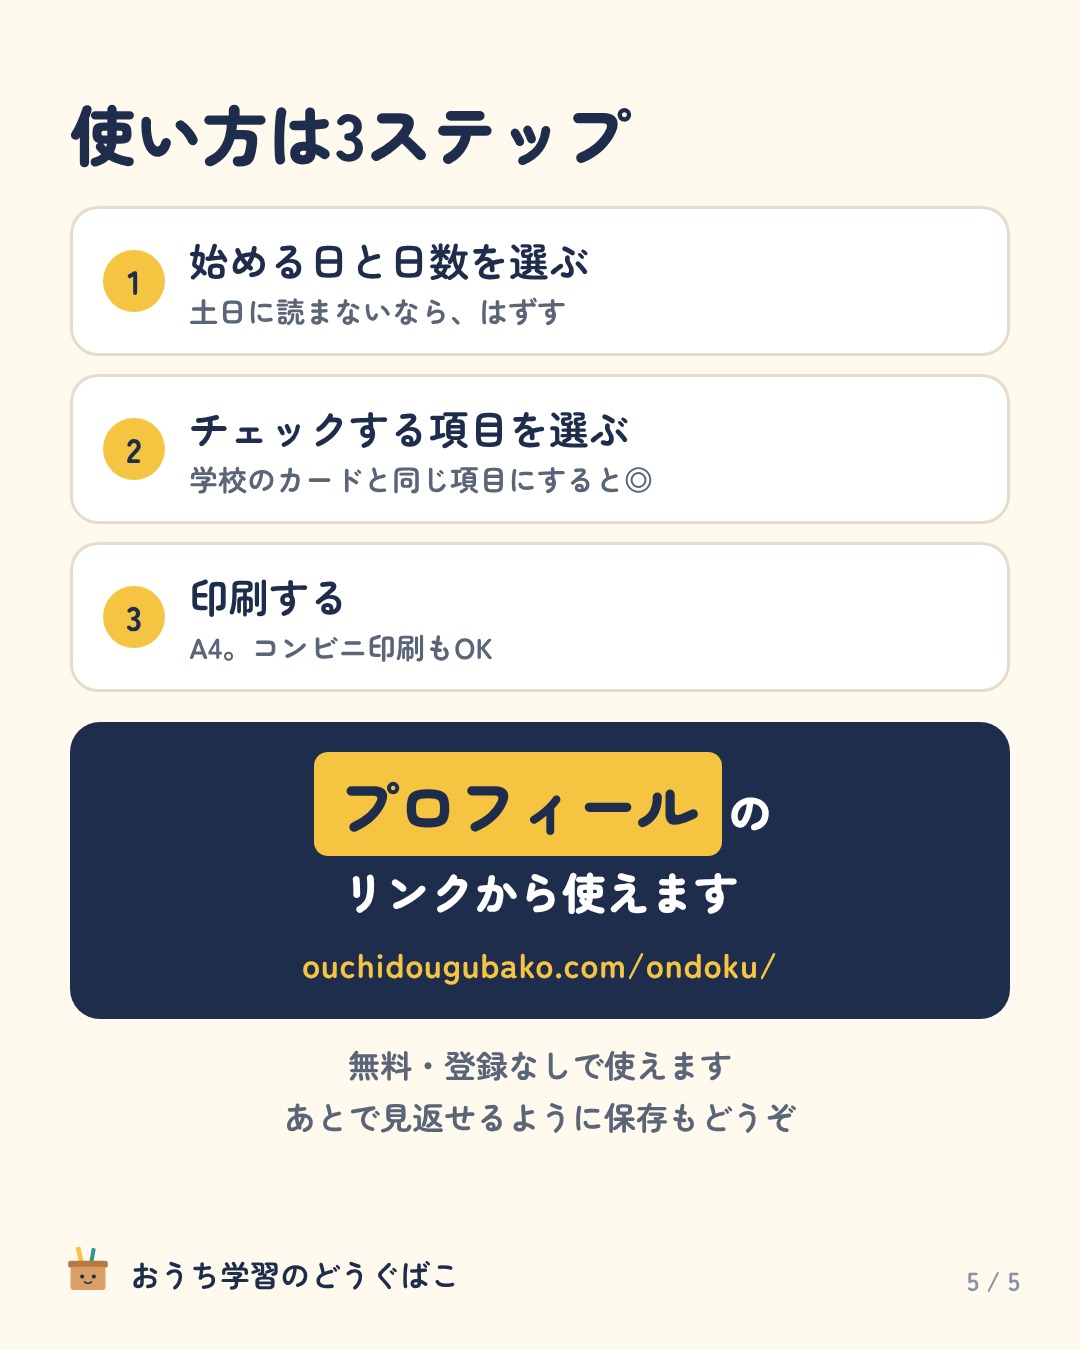 使い方は3ステップ
1
始める日と日数を選ぶ
土日に読まないなら、はずす
2
チェックする項目を選ぶ
学校のカードと同じ項目にすると◎
3
印刷する
A4。コンビニ印刷もOK
プロフィールの
リンクから使えます
ouchidougubako.com/ondoku/
無料・登録なしで使えます
あとで見返せるように保存もどうぞ
おうち学習のどうぐばこ
5 / 5